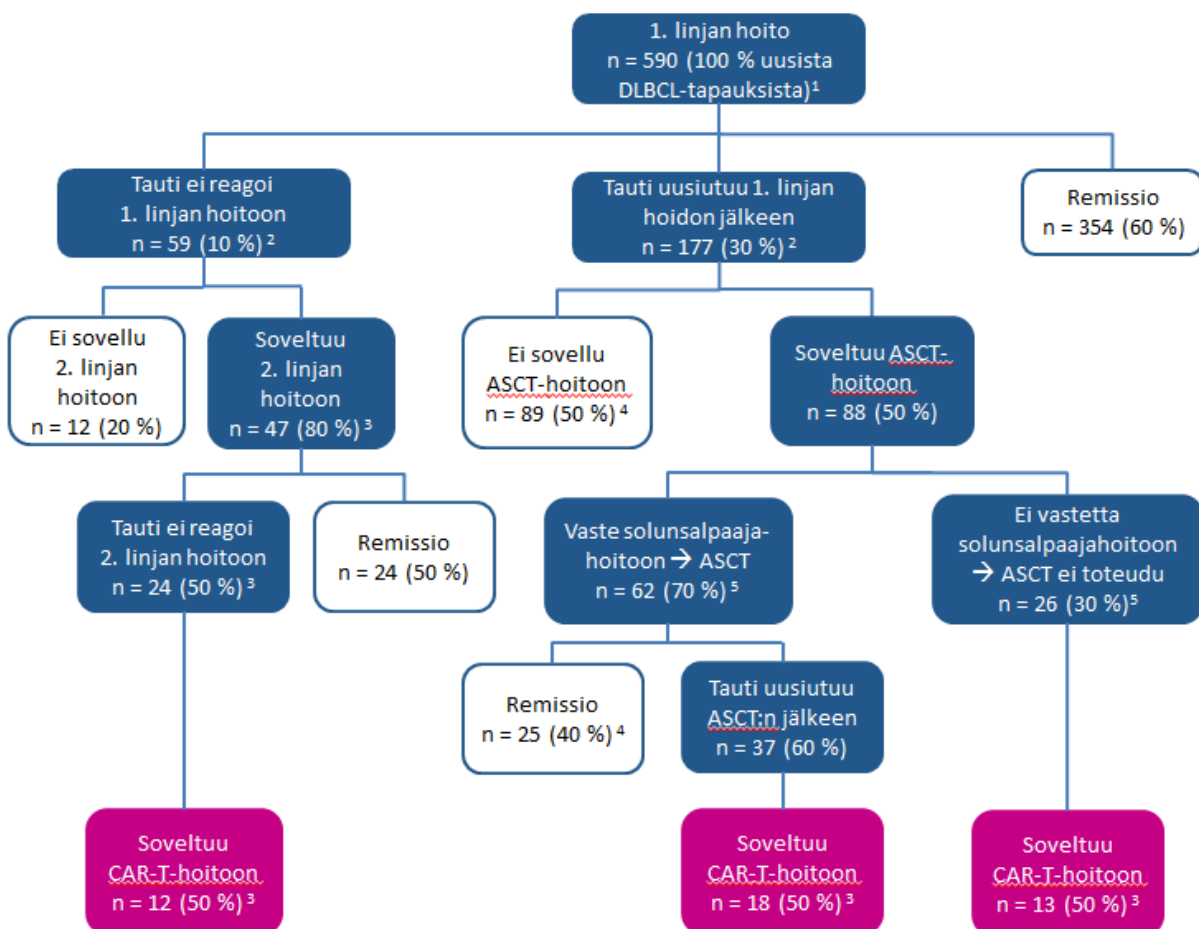 1. linjan hoito
n = 590 (100 % uusista
DLBCL-tapauksista)¹
Tauti ei reagoi
1. linjan hoitoon
n = 59 (10 %) ²
Tauti uusiutuu 1. linjan
hoidon jälkeen
n = 177 (30 %) ²
Remissio
n = 354 (60 %)
Ei sovellu
2. linjan
hoitoon
n = 12 (20 %)
Soveltuu
2. linjan
hoitoon
n = 47 (80 %) ³
Ei sovellu
ASCT-hoitoon
n = 89 (50 %) ⁴
Soveltuu ASCT-
hoitoon
n = 88 (50 %)
Tauti ei reagoi
2. linjan hoitoon
n = 24 (50 %) ³
Remissio
n = 24 (50 %)
Vaste solunsalpaaja-
hoitoon → ASCT
n = 62 (70 %) ⁵
Ei vastetta
solunsalpaajahoitoon
→ ASCT ei toteudu
n = 26 (30 %)⁵
Remissio
n = 25 (40 %) ⁴
Tauti uusiutuu
ASCT:n jälkeen
n = 37 (60 %)
Soveltuu
CAR-T-hoitoon
n = 12 (50 %) ³
Soveltuu
CAR-T-hoitoon
n = 18 (50 %) ³
Soveltuu
CAR-T-hoitoon
n = 13 (50 %) ³